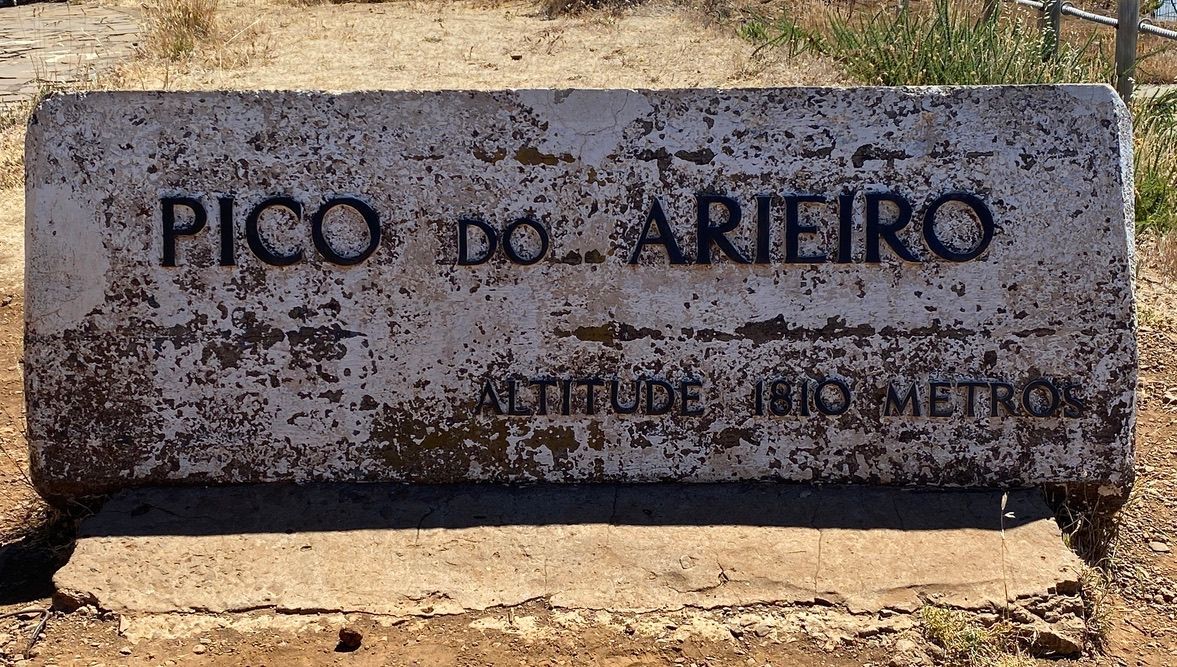 PICO DO ARIEIRO
ALTITUDE 1810 METROS